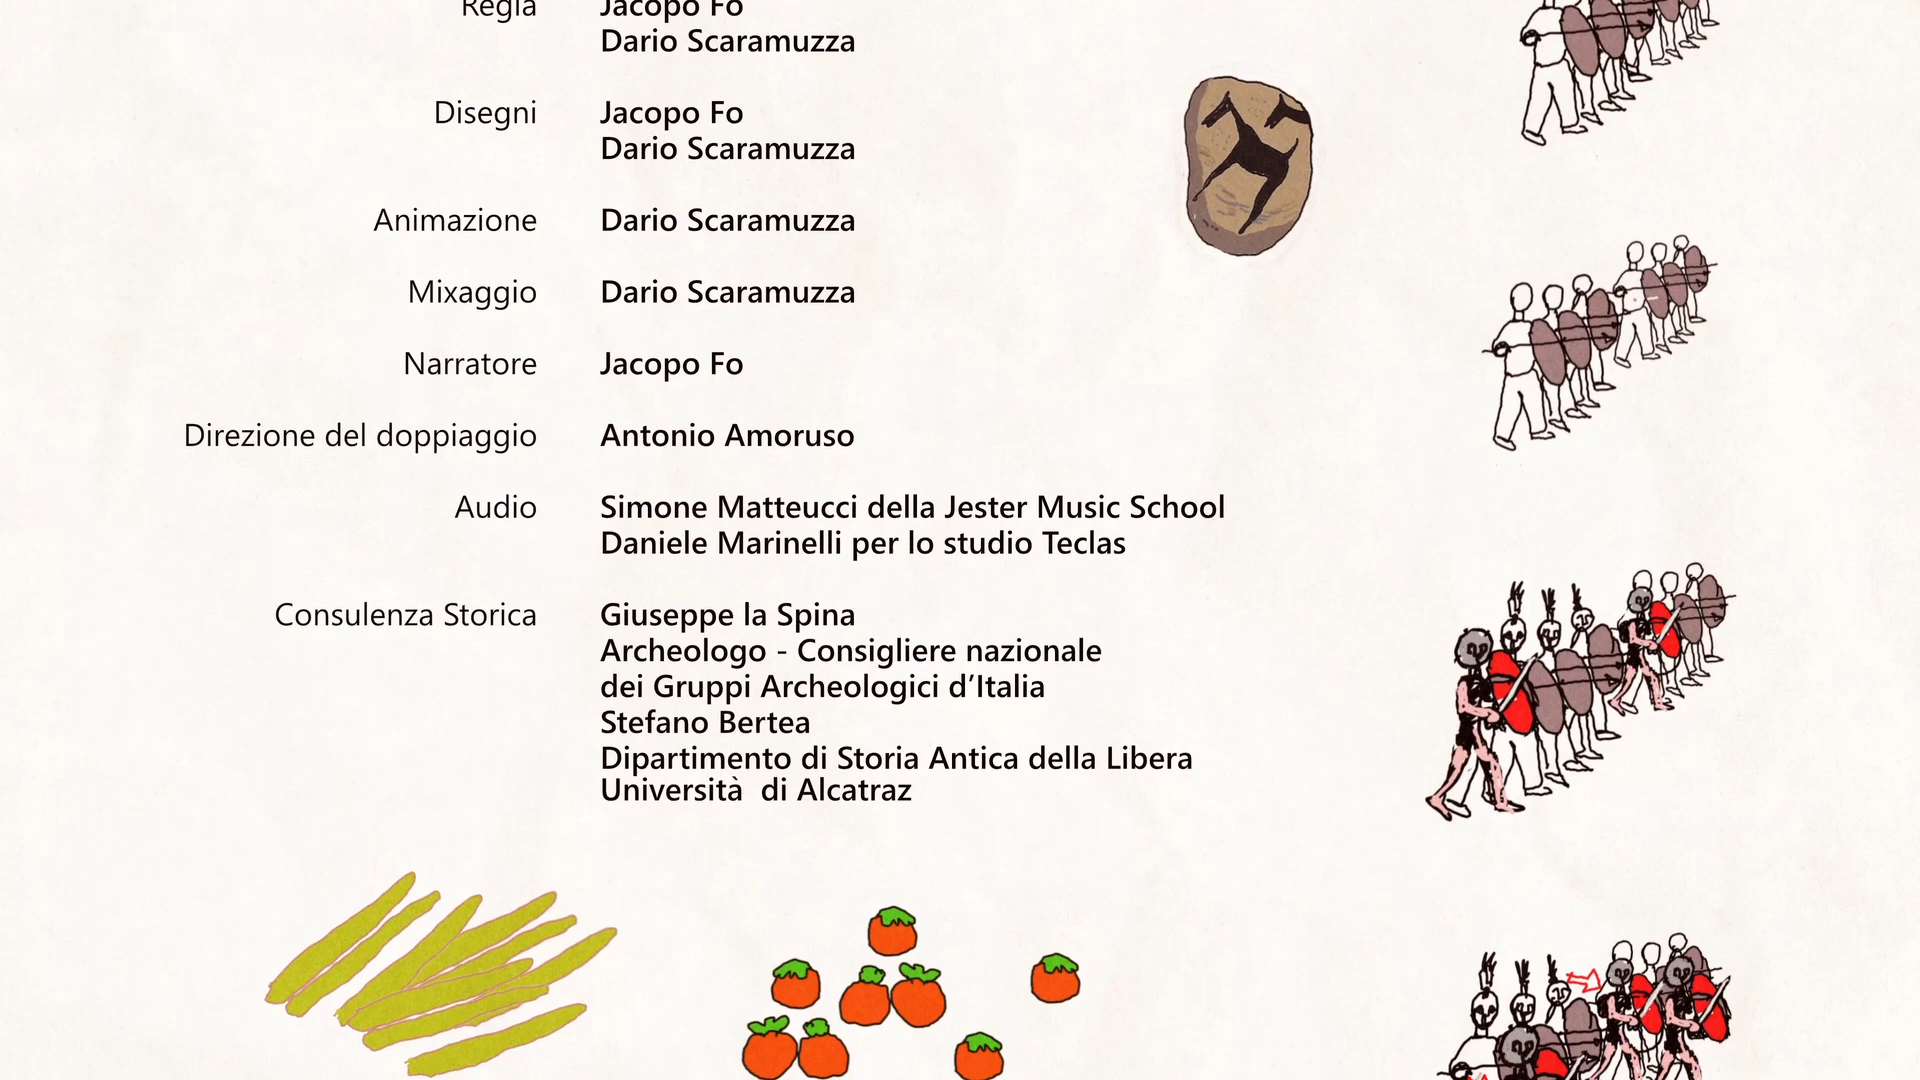 Regia Jacopo Fo
Dario Scaramuzza
Disegni Jacopo Fo
Dario Scaramuzza
Animazione Dario Scaramuzza
Mixaggio Dario Scaramuzza
Narratore Jacopo Fo
Direzione del doppiaggio Antonio Amoruso
Audio Simone Matteucci della Jester Music School
Daniele Marinelli per lo studio Teclas
Consulenza Storica Giuseppe la Spina
Archeologo - Consigliere nazionale
dei Gruppi Archeologici d’Italia
Stefano Bertea
Dipartimento di Storia Antica della Libera
Università di Alcatraz